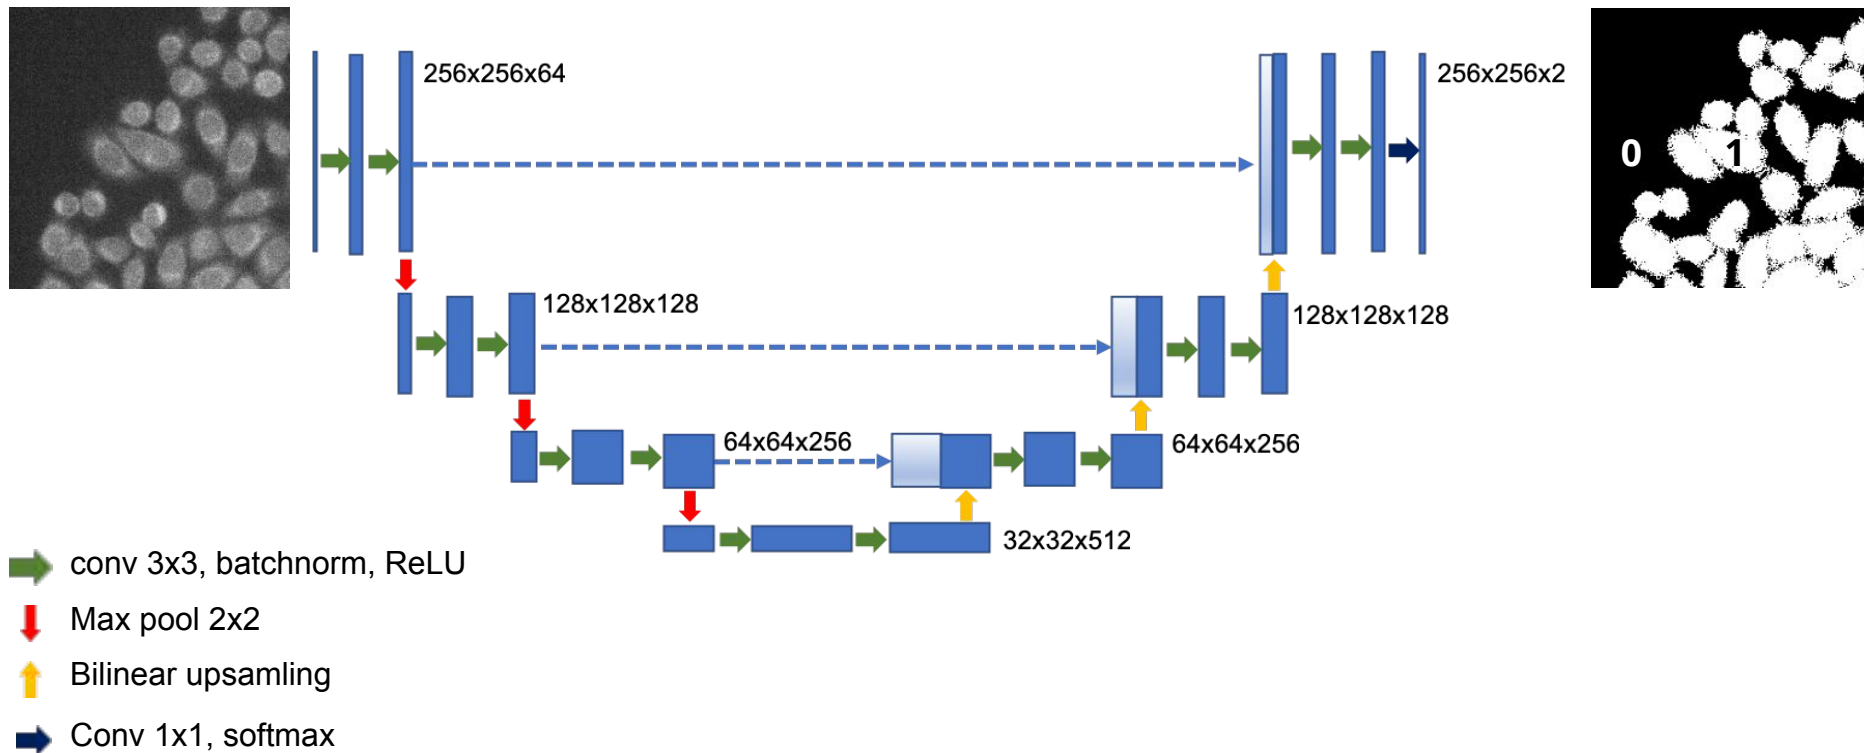 256x256x64
256x256x2
0
1
128x128x128
128x128x128
64x64x256
64x64x256
32x32x512
conv 3x3, batchnorm, ReLU
Max pool 2x2
Bilinear upsamling
Conv 1x1, softmax